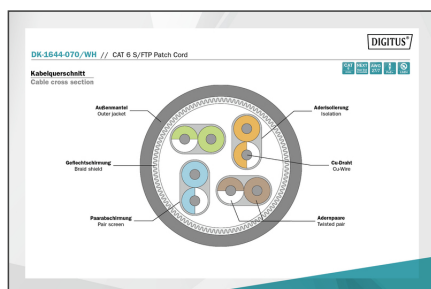 DIGITUS®
DK-1644-070/WH // CAT 6 S/FTP Patch Cord
Kabelquerschnitt
Cable cross section
Außenmantel
Outer jacket
Aderisolierung
Isolation
Geflechtschirmung
Braid shield
Cu-Draht
Cu-Wire
Paarabschirmung
Pair screen
Adernpaare
Twisted pair